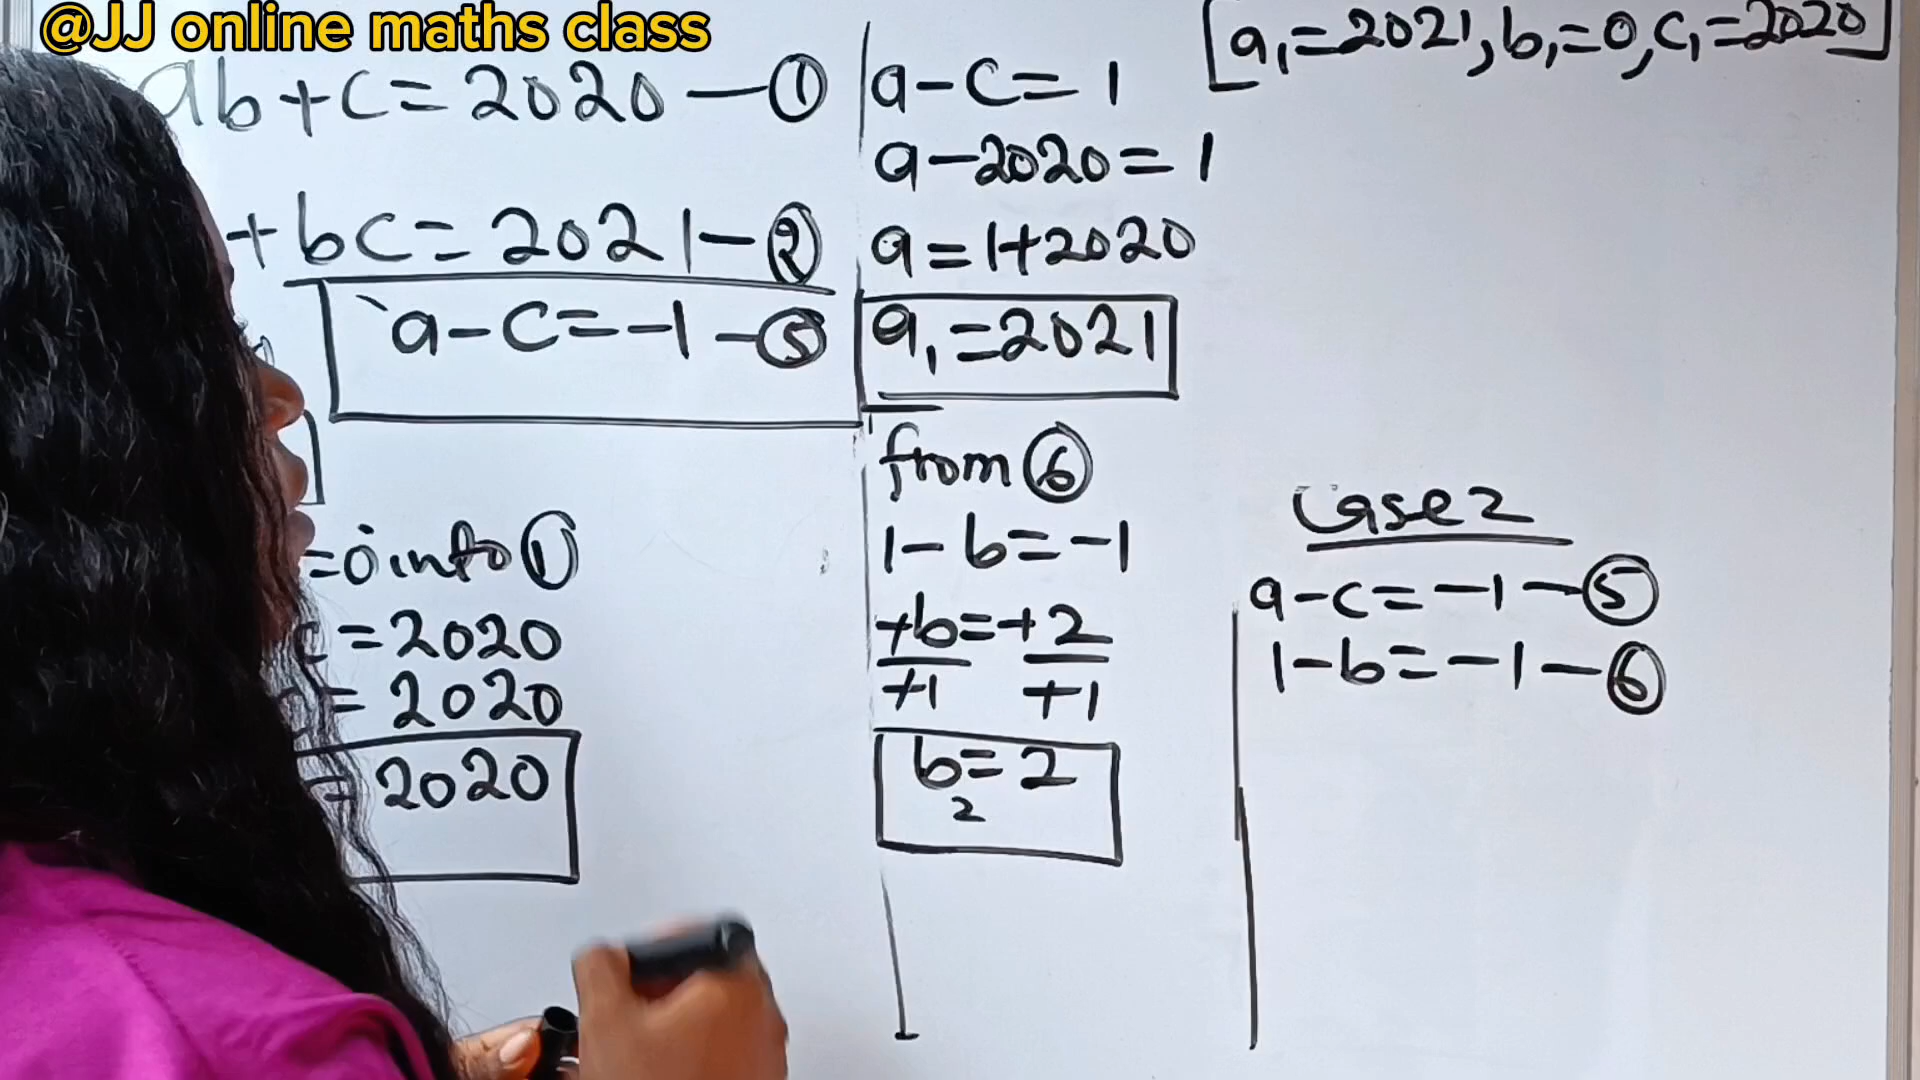 @JJ online maths class
ab+c=2020—①
+bc=2021—②
a-c=-1-⑤
=0 into ①
c=2020
=2020
=2020
a-c=1
a-2020=1
a=1+2020
a₁=2021
from ⑥
1-b=-1
+b=+2
+1 +1
b₂=2
[a₁=2021, b₁=0, c₁=2020]
Case 2
a-c=-1-⑤
1-b=-1-⑥